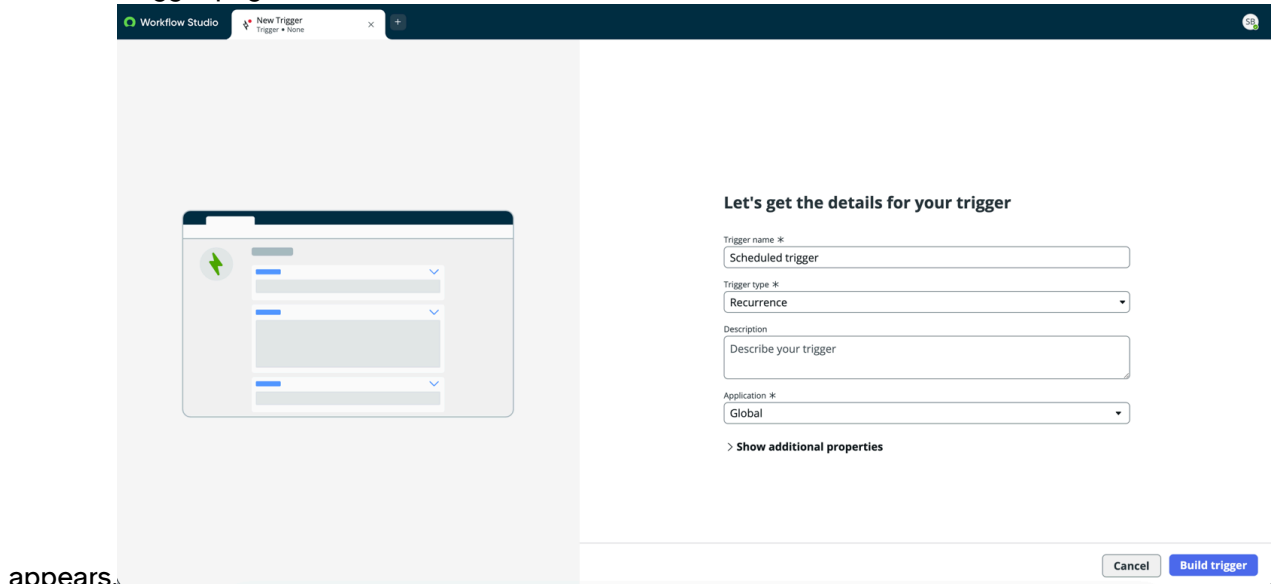 Workflow Studio
New Trigger
Trigger • None
SB
Let's get the details for your trigger
Trigger name *
Scheduled trigger
Trigger type *
Recurrence
Description
Describe your trigger
Application *
Global
Show additional properties
Cancel
Build trigger
appears.